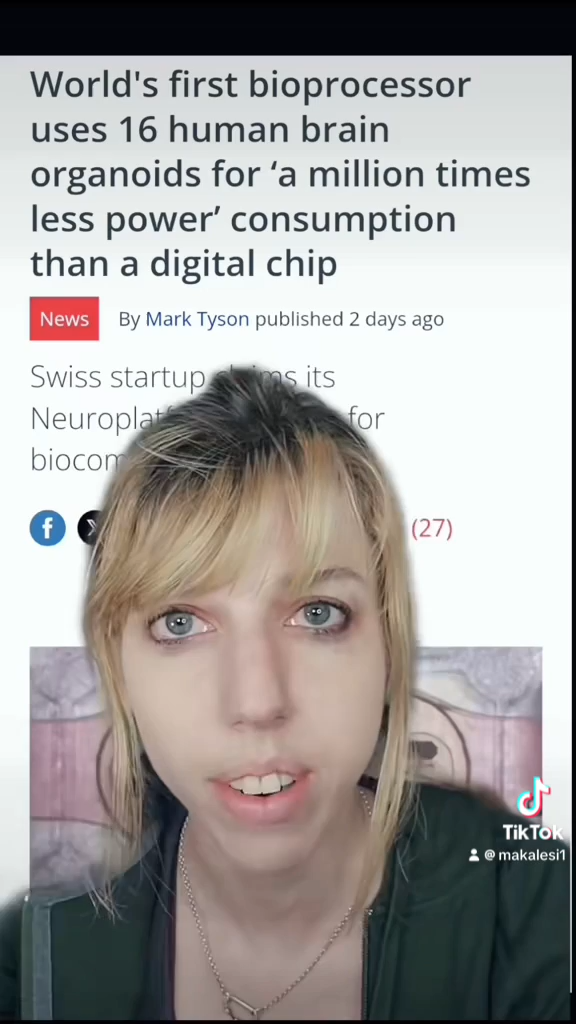 World's first bioprocessor
uses 16 human brain
organoids for ‘a million times
less power’ consumption
than a digital chip
News By Mark Tyson published 2 days ago
Swiss startup its
for
f X (27)
TikTok
@makalesi1